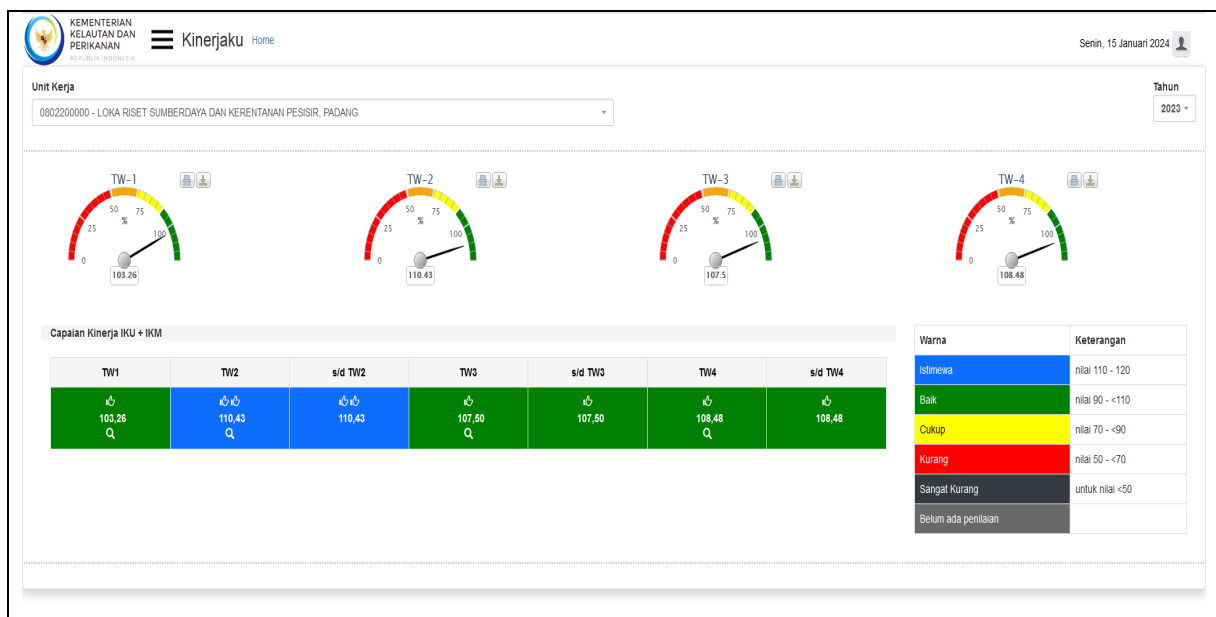 KEMENTERIAN
KELAUTAN DAN
PERIKANAN
REPUBLIK INDONESIA
Kinerjaku Home
Senin, 15 Januari 2024
Unit Kerja
Tahun
0802200000 - LOKA RISET SUMBERDAYA DAN KERENTANAN PESISIR, PADANG
2023
TW-1
0 25 50 75 100
%
103.26
TW-2
0 25 50 75 100
%
110.43
TW-3
0 25 50 75 100
%
107.5
TW-4
0 25 50 75 100
%
108.48
Capaian Kinerja IKU + IKM
TW1 TW2 s/d TW2 TW3 s/d TW3 TW4 s/d TW4
103,26 110,43 110,43 107,50 107,50 108,48 108,48
Warna Keterangan
Istimewa nilai 110 - 120
Baik nilai 90 - <110
Cukup nilai 70 - <90
Kurang nilai 50 - <70
Sangat Kurang untuk nilai <50
Belum ada penilaian